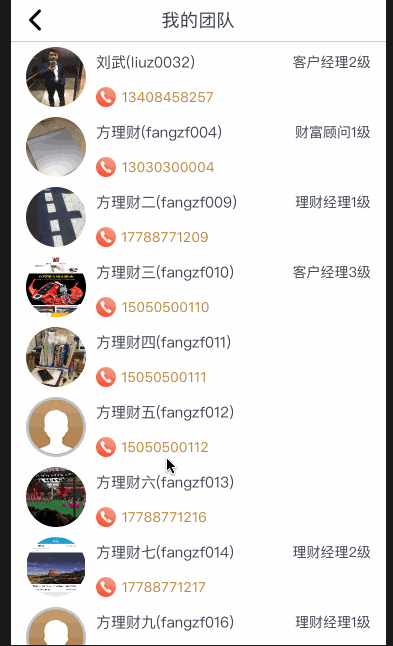 我的团队
刘武(liuz0032) 客户经理2级
13408458257
方理财(fangzf004) 财富顾问1级
13030300004
方理财二(fangzf009) 理财经理1级
17788771209
方理财三(fangzf010) 客户经理3级
15050500110
方理财四(fangzf011)
15050500111
方理财五(fangzf012)
15050500112
方理财六(fangzf013)
17788771216
方理财七(fangzf014) 理财经理2级
17788771217
方理财九(fangzf016) 理财经理1级